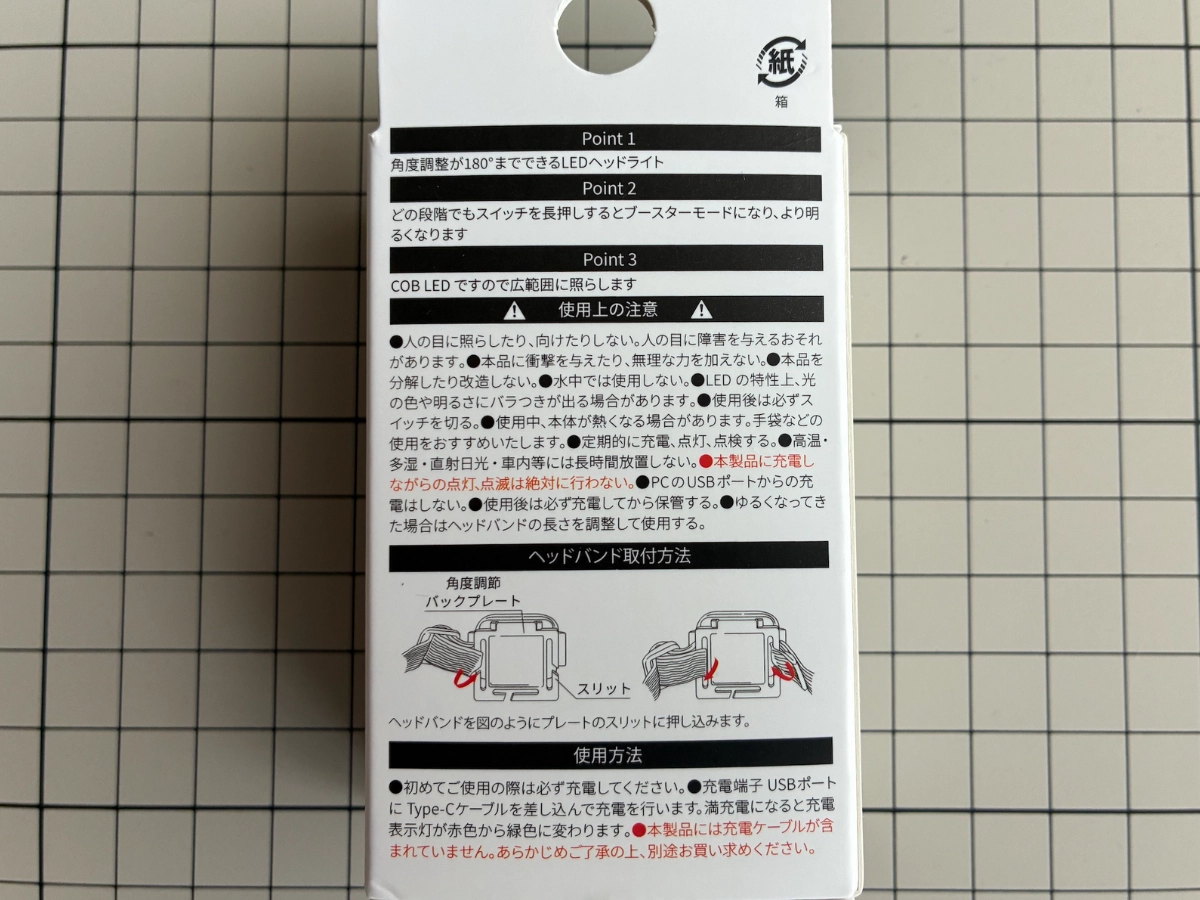 紙
箱
Point 1
角度調整が180°までできるLEDヘッドライト
Point 2
どの段階でもスイッチを長押しするとブースターモードになり、より明
るくなります
Point 3
COB LED ですので広範囲に照らします
使用上の注意
●人の目に照らしたり、向けたりしない。人の目に障害を与えるおそれ
があります。●本品に衝撃を与えたり、無理な力を加えない。●本品を
分解したり改造しない。●水中では使用しない。●LED の特性上、光
の色や明るさにバラつきが出る場合があります。●使用後は必ずス
イッチを切る。●使用中、本体が熱くなる場合があります。手袋などの
使用をおすすめいたします。●定期的に充電、点灯、点検する。●高温・
多湿・直射日光・車内等には長時間放置しない。●本製品に充電し
ながらの点灯、点滅は絶対に行わない。●PCのUSBポートからの充
電はしない。●使用後は必ず充電してから保管する。●ゆるくなってき
た場合はヘッドバンドの長さを調整して使用する。
ヘッドバンド取付方法
角度調節
バックプレート
スリット
ヘッドバンドを図のようにプレートのスリットに押し込みます。
使用方法
●初めてご使用の際は必ず充電してください。●充電端子 USBポート
に Type-Cケーブルを差し込んで充電を行います。満充電になると充電
表示灯が赤色から緑色に変わります。●本製品には充電ケーブルが含
まれていません。あらかじめご了承の上、別途お買い求めください。